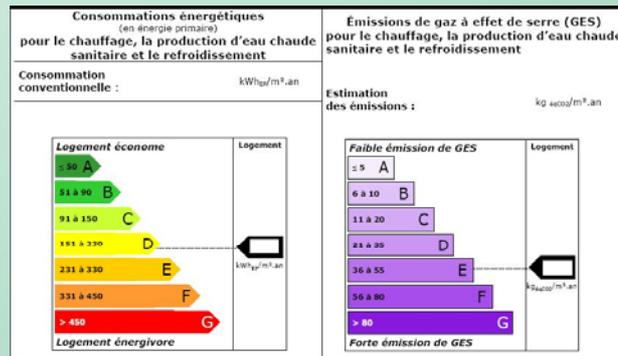 Consommations énergétiques
(en énergie primaire)
pour le chauffage, la production d'eau chaude
sanitaire et le refroidissement
Consommation
conventionnelle :
kWhEP/m².an
Logement économe
Logement
≤ 50 A
51 à 90 B
91 à 150 C
151 à 230 D
231 à 330 E
331 à 450 F
> 450 G
kWhEP/m².an
Logement énergivore
Émissions de gaz à effet de serre (GES)
pour le chauffage, la production d'eau chaude
sanitaire et le refroidissement
Estimation
des émissions :
kg éqCO2/m².an
Faible émission de GES
Logement
≤ 5 A
6 à 10 B
11 à 20 C
21 à 35 D
36 à 55 E
56 à 80 F
> 80 G
kgéqCO2/m².an
Forte émission de GES